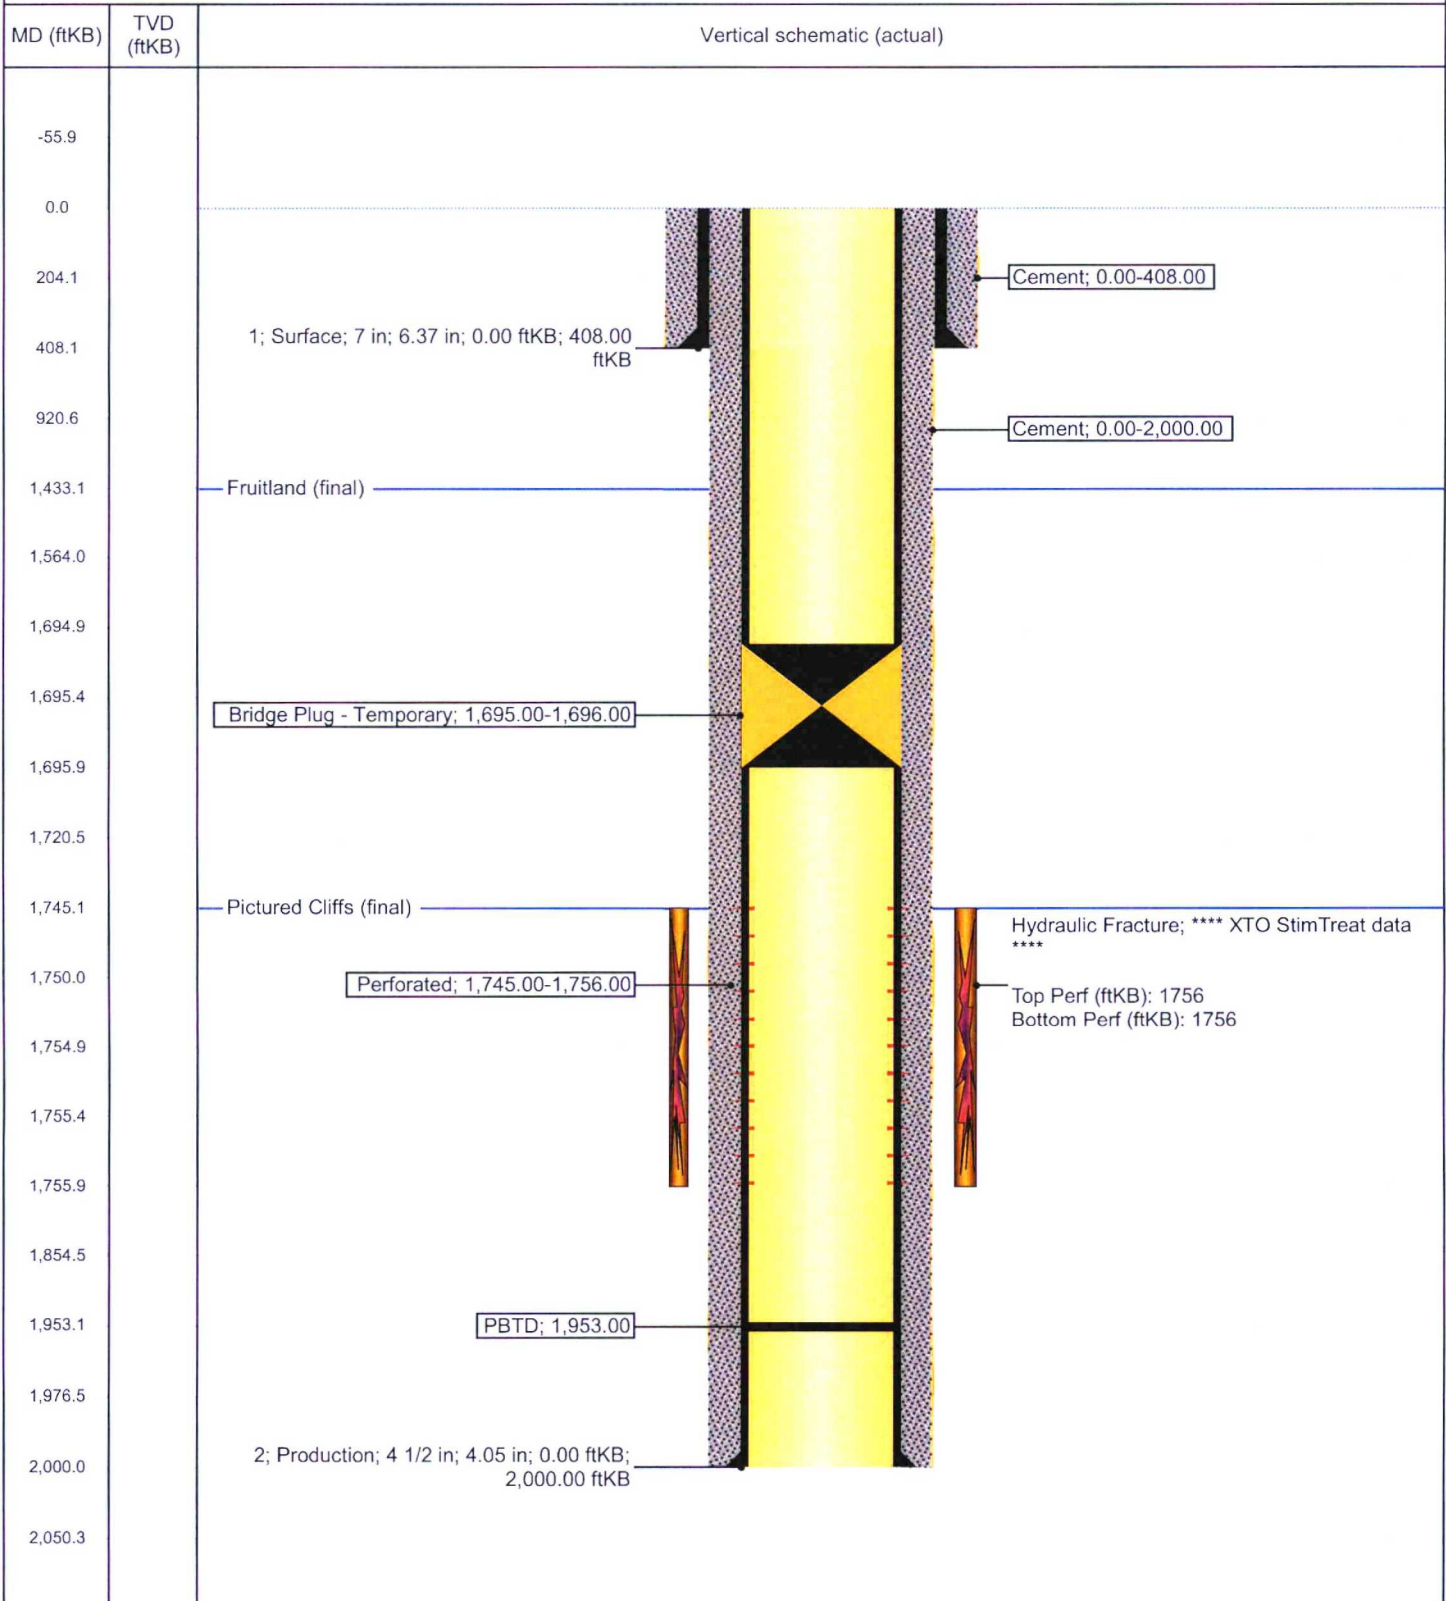 MD (ftKB)
TVD
(ftKB)
Vertical schematic (actual)
-55.9
0.0
204.1
Cement; 0.00-408.00
1; Surface; 7 in; 6.37 in; 0.00 ftKB; 408.00
ftKB
408.1
920.6
Cement; 0.00-2,000.00
1,433.1
Fruitland (final)
1,564.0
1,694.9
1,695.4
Bridge Plug - Temporary; 1,695.00-1,696.00
1,695.9
1,720.5
1,745.1
Pictured Cliffs (final)
Hydraulic Fracture; **** XTO StimTreat data
****
1,750.0
Perforated; 1,745.00-1,756.00
Top Perf (ftKB): 1756
Bottom Perf (ftKB): 1756
1,754.9
1,755.4
1,755.9
1,854.5
1,953.1
PBTD; 1,953.00
1,976.5
2; Production; 4 1/2 in; 4.05 in; 0.00 ftKB;
2,000.00 ftKB
2,000.0
2,050.3